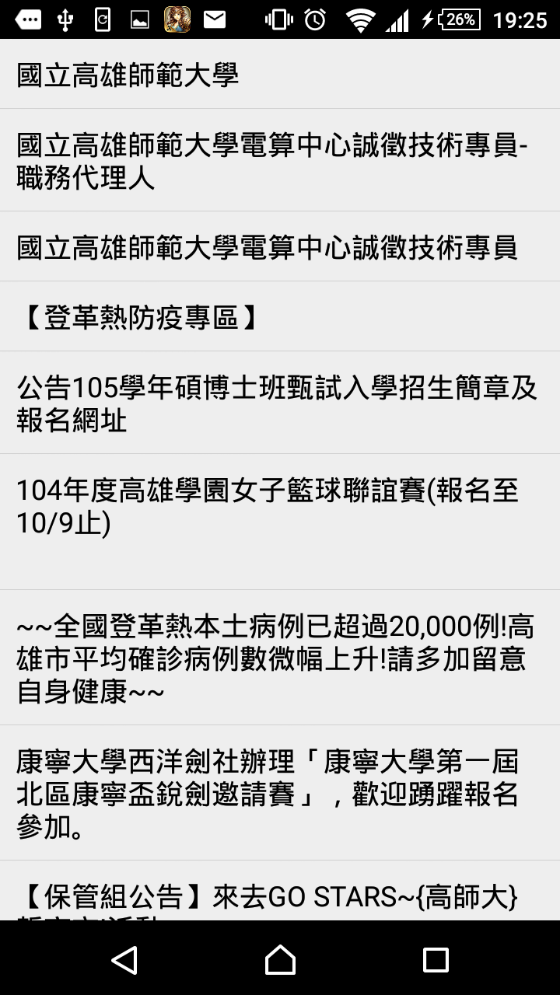 26%
19:25
國立高雄師範大學
國立高雄師範大學電算中心誠徵技術專員-
職務代理人
國立高雄師範大學電算中心誠徵技術專員
【登革熱防疫專區】
公告105學年碩博士班甄試入學招生簡章及
報名網址
104年度高雄學園女子籃球聯誼賽(報名至
10/9止)
~~全國登革熱本土病例已超過20,000例!高
雄市平均確診病例數微幅上升!請多加留意
自身健康~~
康寧大學西洋劍社辦理「康寧大學第一屆
北區康寧盃銳劍邀請賽」，歡迎踴躍報名
參加。
【保管組公告】來去GO STARS~{高師大}